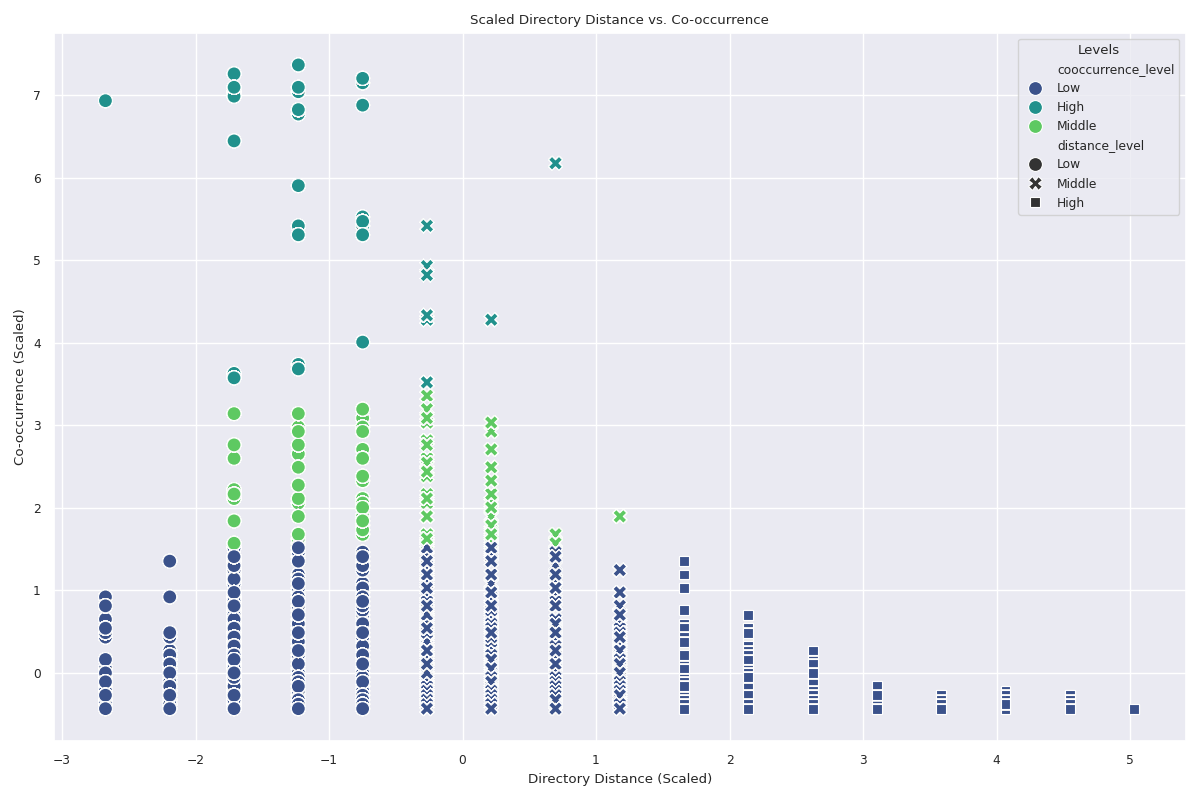 Scaled Directory Distance vs. Co-occurrence
Levels
cooccurrence_level
Low
High
Middle
distance_level
Low
Middle
High
Co-occurrence (Scaled)
7
6
5
4
3
2
1
0
−3
−2
−1
0
1
2
3
4
5
Directory Distance (Scaled)